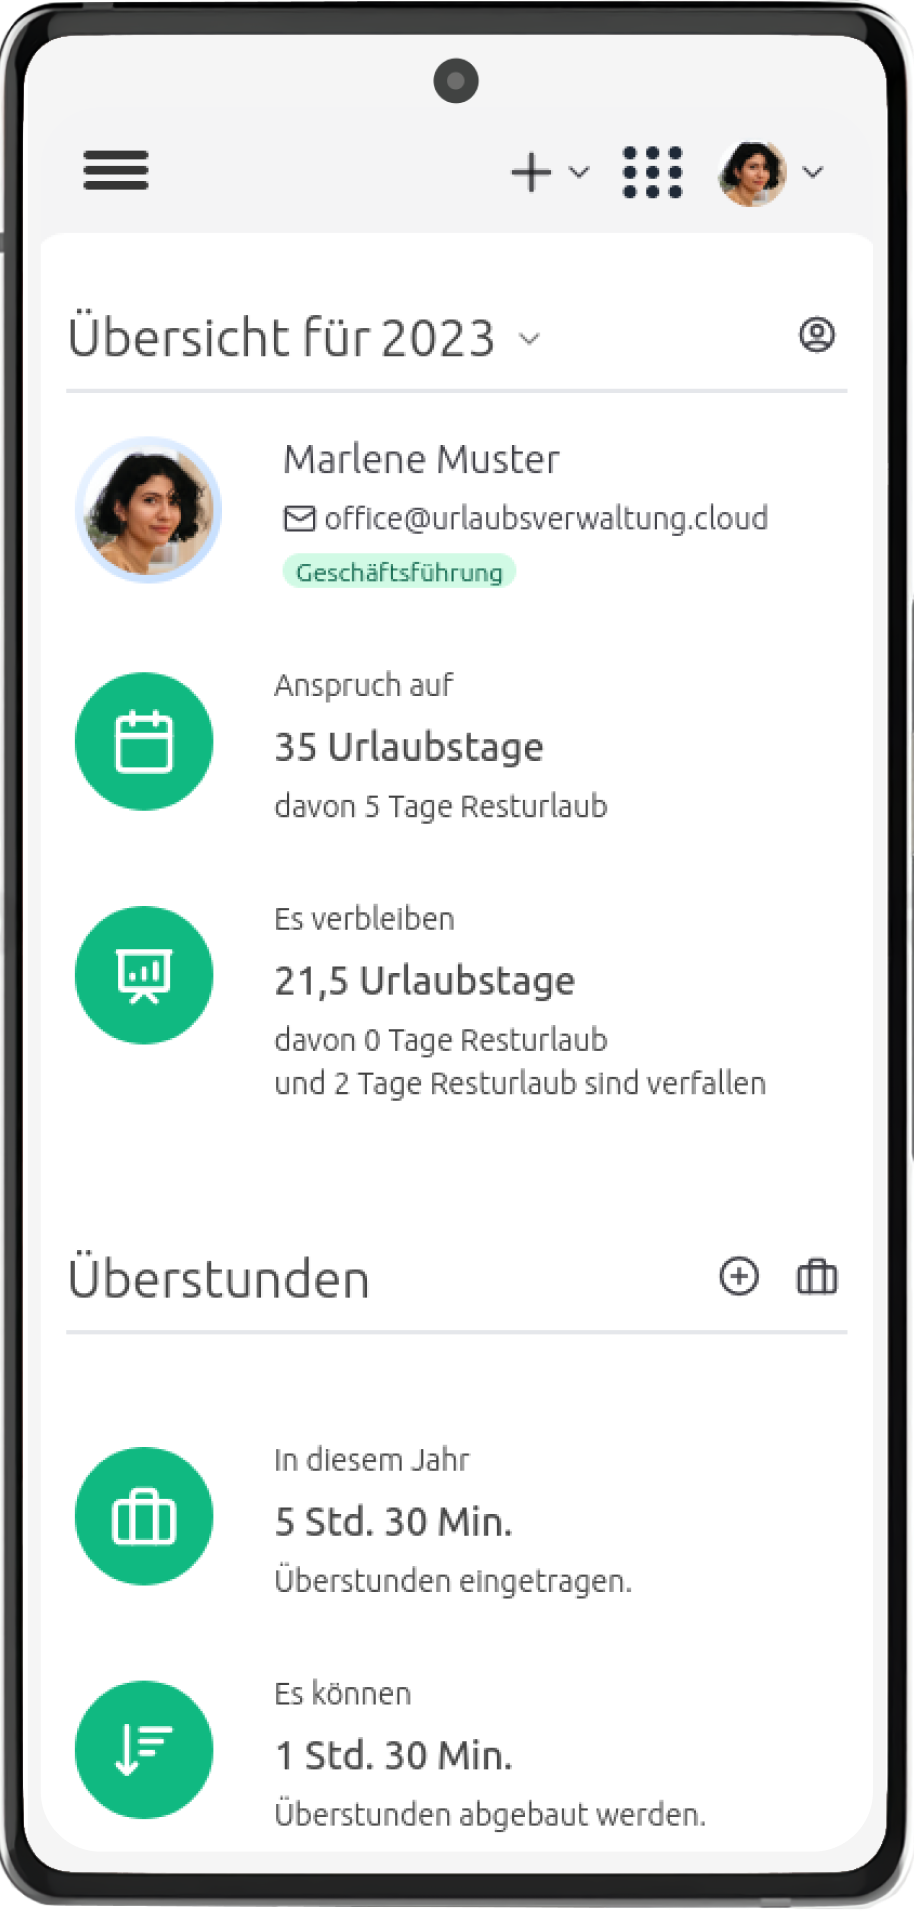 Übersicht für 2023
Marlene Muster
office@urlaubsverwaltung.cloud
Geschäftsführung
Anspruch auf
35 Urlaubstage
davon 5 Tage Resturlaub
Es verbleiben
21,5 Urlaubstage
davon 0 Tage Resturlaub
und 2 Tage Resturlaub sind verfallen
Überstunden
In diesem Jahr
5 Std. 30 Min.
Überstunden eingetragen.
Es können
1 Std. 30 Min.
Überstunden abgebaut werden.